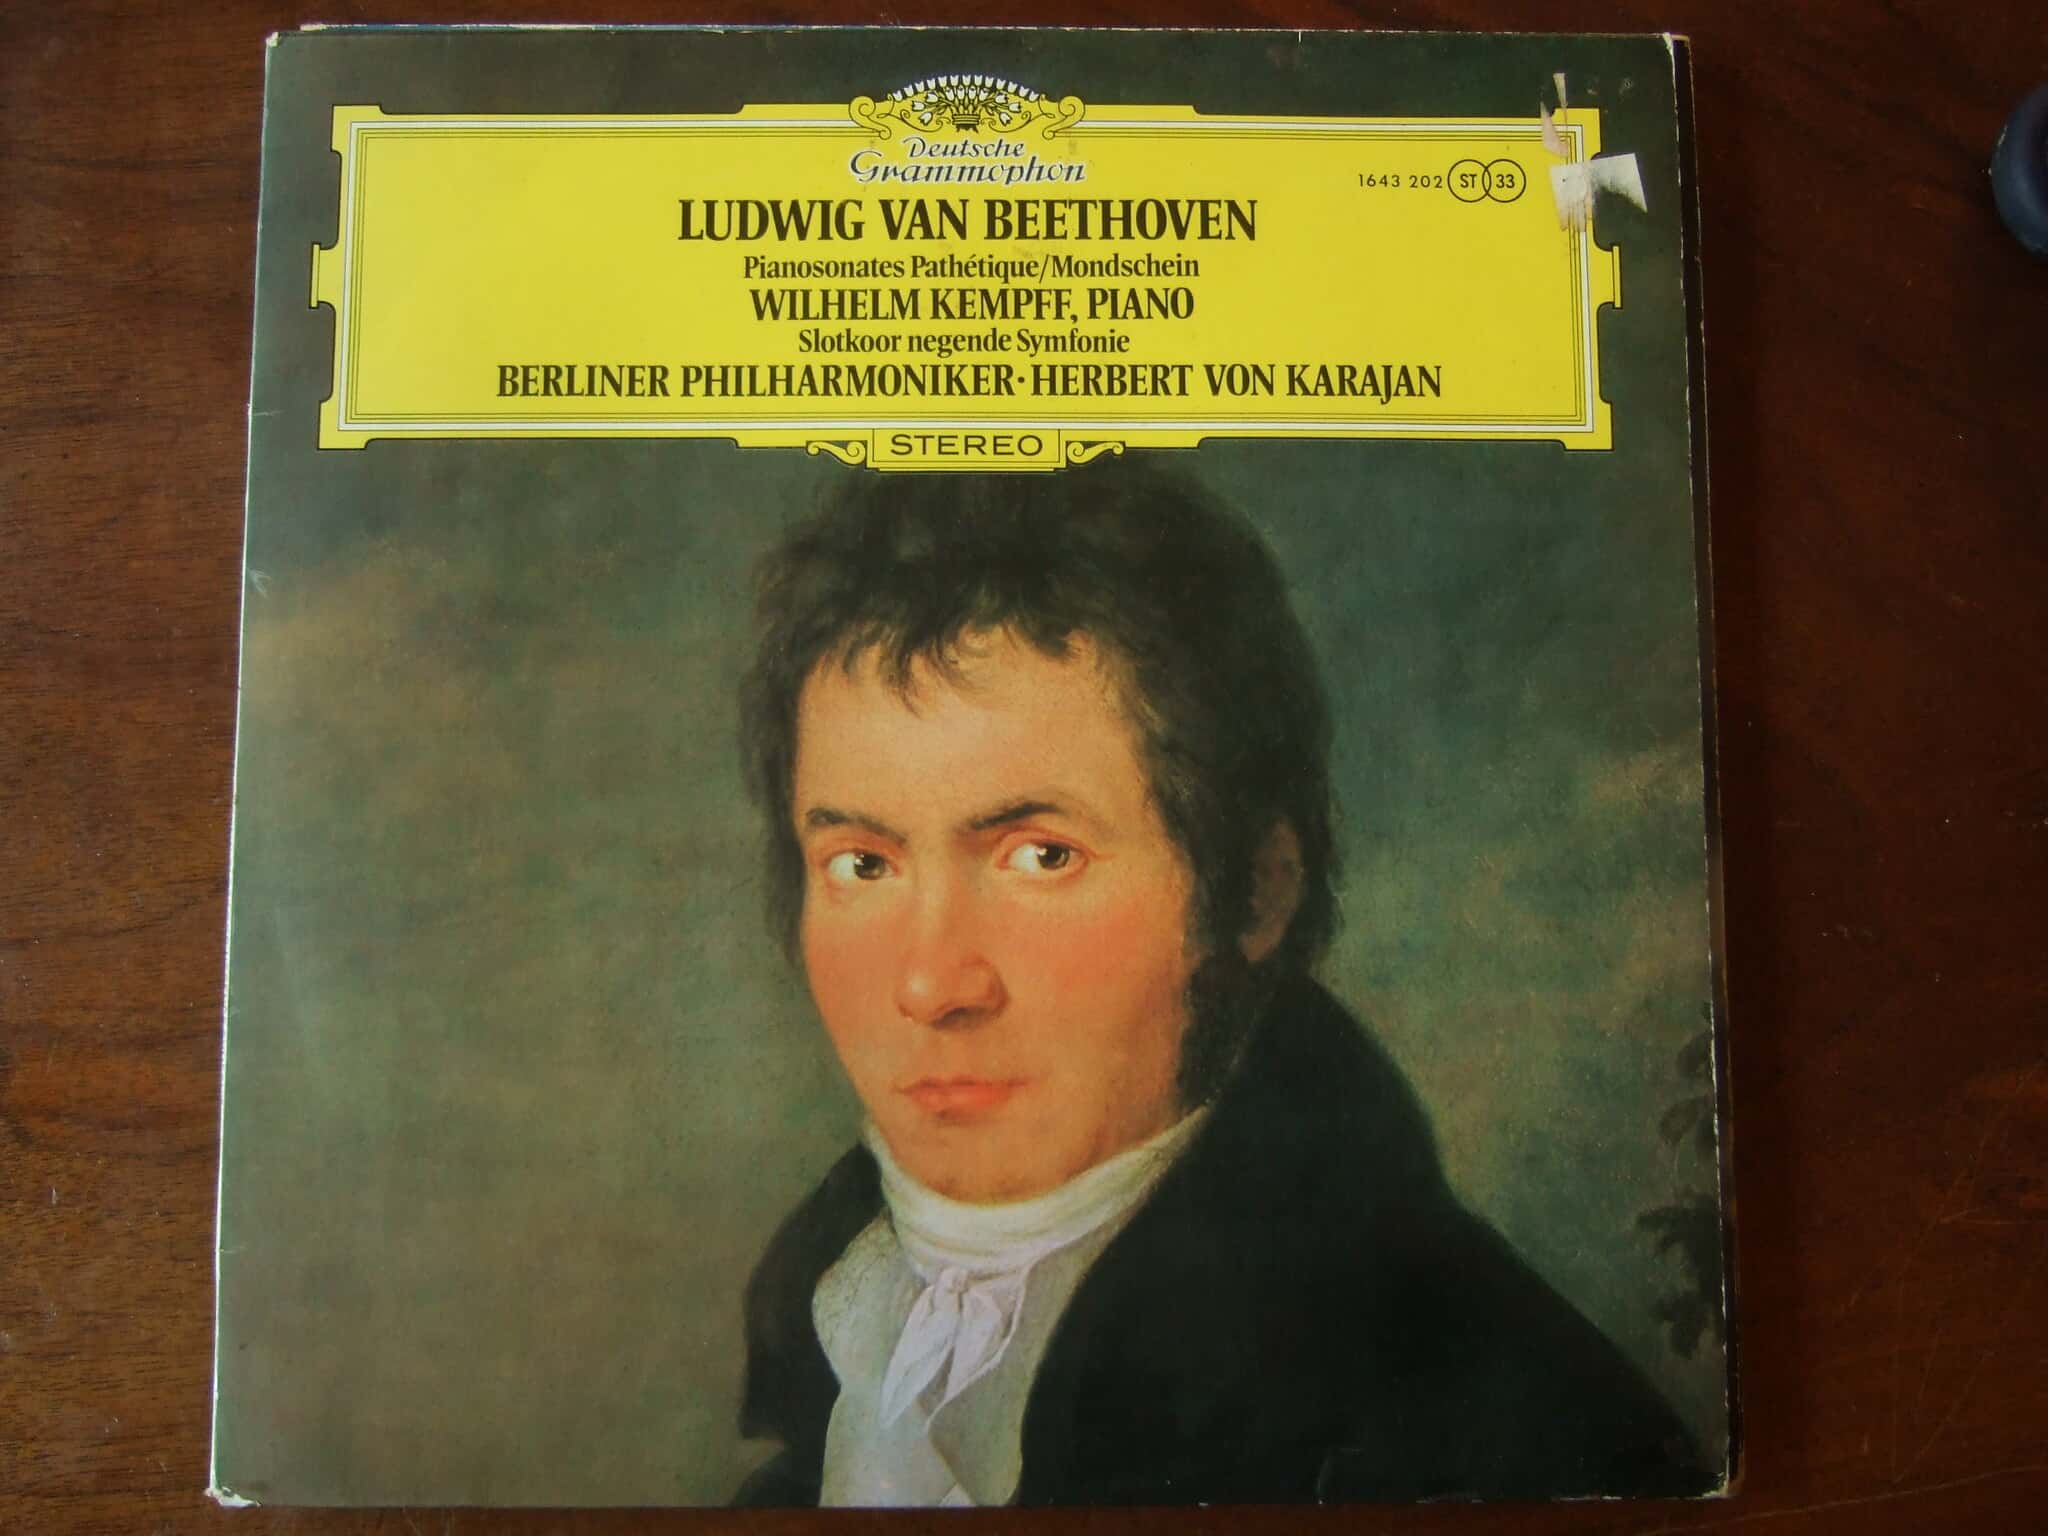 Deutsche
Grammophon
1643 202 ST 33
LUDWIG VAN BEETHOVEN
Pianosonates Pathétique/Mondschein
WILHELM KEMPFF, PIANO
Slotkoor negende Symfonie
BERLINER PHILHARMONIKER · HERBERT VON KARAJAN
STEREO